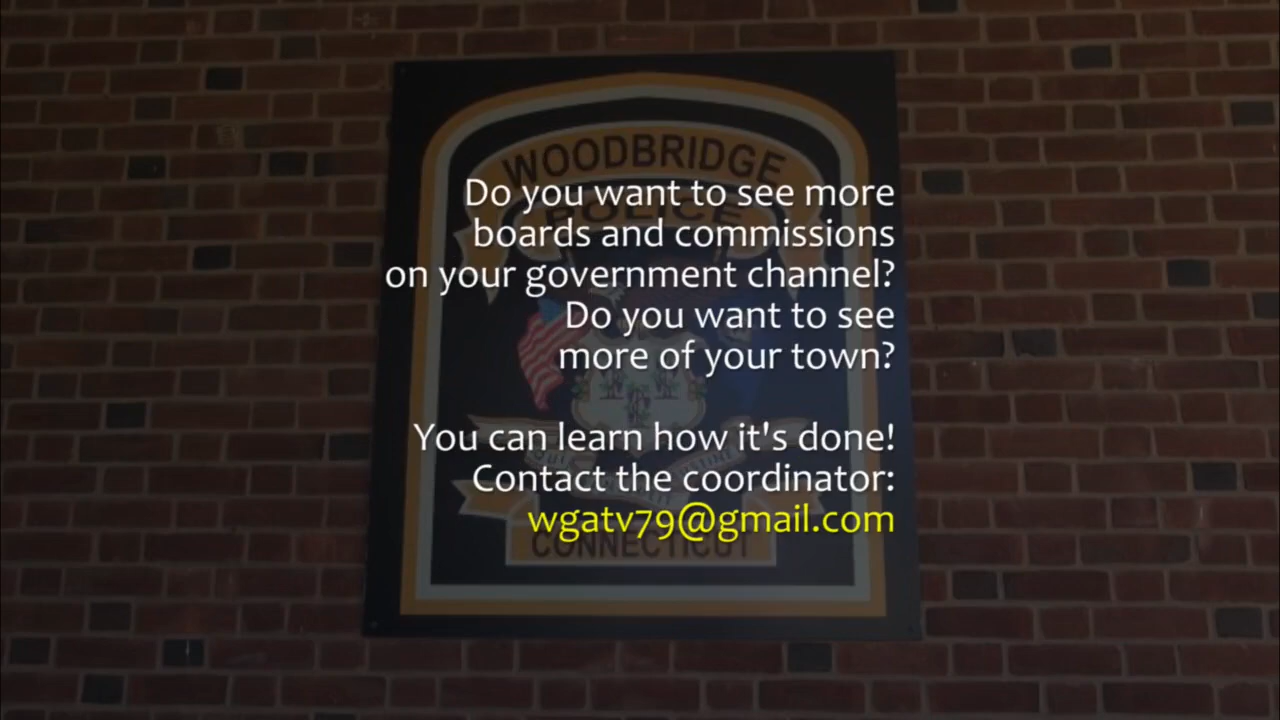 WOODBRIDGE
POLICE
Do you want to see more
boards and commissions
on your government channel?
Do you want to see
more of your town?
You can learn how it's done!
Contact the coordinator:
wgatv79@gmail.com
CONNECTICUT